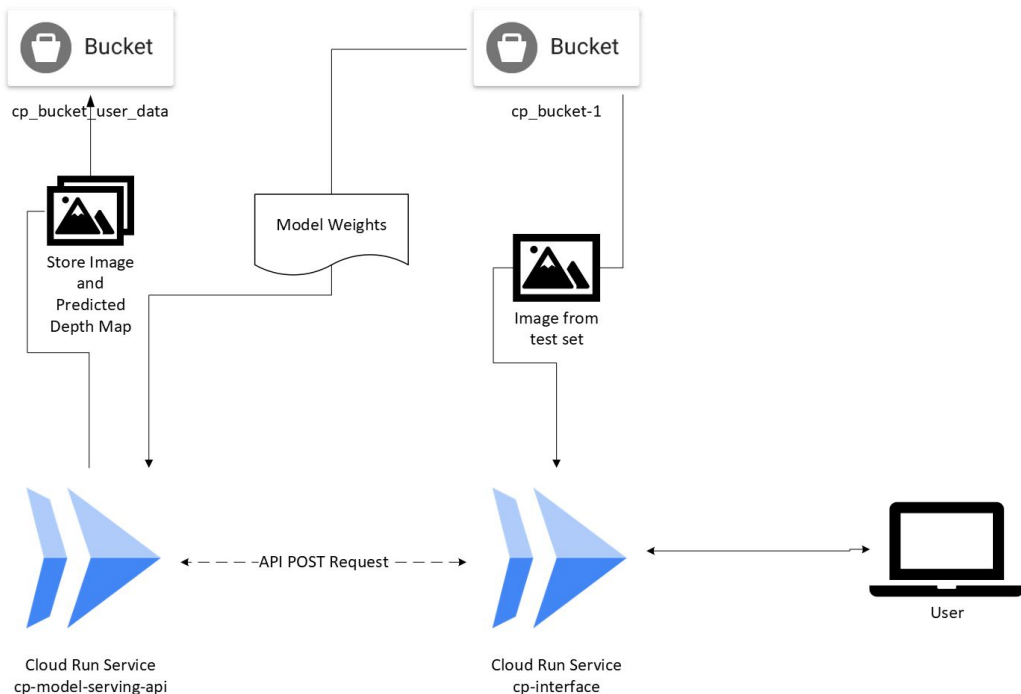 Bucket
cp_bucket_user_data
Bucket
cp_bucket-1
Model Weights
Store Image
and
Predicted
Depth Map
Image from
test set
API POST Request
User
Cloud Run Service
cp-model-serving-api
Cloud Run Service
cp-interface